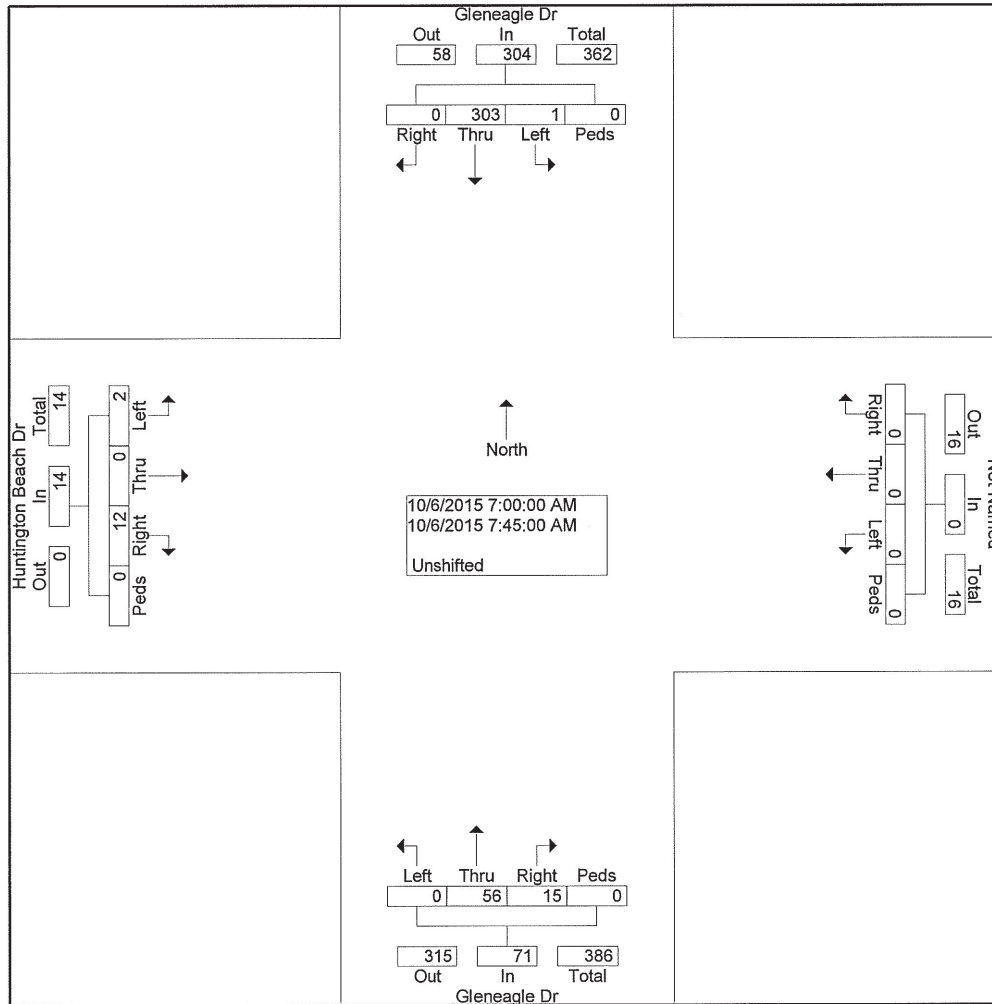 Gleneagle Dr
Out In Total
58 304 362
0 303 1 0
Right Thru Left Peds
Huntington Beach Dr
Out In Total
0 14 14
2 0 12 0
Left Thru Right Peds
North
10/6/2015 7:00:00 AM
10/6/2015 7:45:00 AM
Unshifted
Right Thru Left Peds
0 0 0 0
Out In Total
16 0 16
Left Thru Right Peds
0 56 15 0
315 71 386
Out In Total
Gleneagle Dr